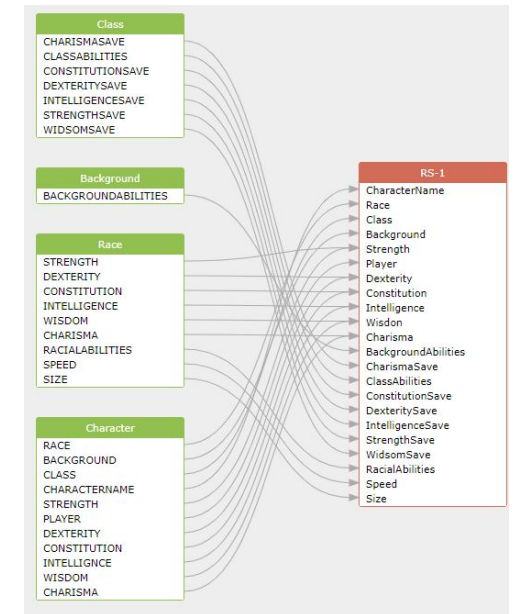 Class
CHARISMASAVE
CLASSABILITIES
CONSTITUTIONSAVE
DEXTERITYSAVE
INTELLIGENCESAVE
STRENGTHSAVE
WIDSOMSAVE
Background
BACKGROUNDABILITIES
Race
STRENGTH
DEXTERITY
CONSTITUTION
INTELLIGENCE
WISDOM
CHARISMA
RACIALABILITIES
SPEED
SIZE
Character
RACE
BACKGROUND
CLASS
CHARACTERNAME
STRENGTH
PLAYER
DEXTERITY
CONSTITUTION
INTELLIGNCE
WISDOM
CHARISMA
RS-1
CharacterName
Race
Class
Background
Strength
Player
Dexterity
Constitution
Intelligence
Wisdon
Charisma
BackgroundAbilities
CharismaSave
ClassAbilities
ConstitutionSave
DexteritySave
IntelligenceSave
StrengthSave
WidsomSave
RacialAbilities
Speed
Size